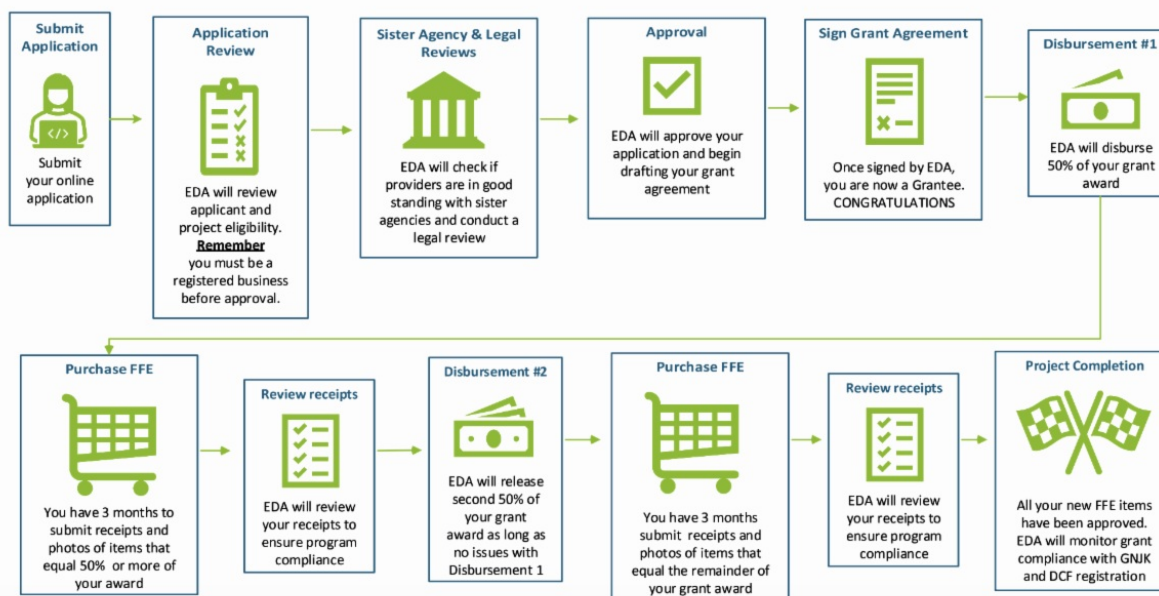 Submit
Application
</>
Submit
your online
application
Application
Review
EDA will review
applicant and
project eligibility.
Remember
you must be a
registered business
before approval.
Sister Agency & Legal
Reviews
EDA will check if
providers are in good
standing with sister
agencies and conduct a
legal review
Approval
EDA will approve your
application and begin
drafting your grant
agreement
Sign Grant Agreement
Once signed by EDA,
you are now a Grantee.
CONGRATULATIONS
Disbursement #1
EDA will disburse
50% of your grant
award
Purchase FFE
You have 3 months to
submit receipts and
photos of items that
equal 50% or more of
your award
Review receipts
EDA will review
your receipts to
ensure program
compliance
Disbursement #2
EDA will release
second 50% of
your grant
award as long as
no issues with
Disbursement 1
Purchase FFE
You have 3 months
submit receipts and
photos of items that
equal the remainder of
your grant award
Review receipts
EDA will review
your receipts to
ensure program
compliance
Project Completion
All your new FFE items
have been approved.
EDA will monitor grant
compliance with GNJK
and DCF registration